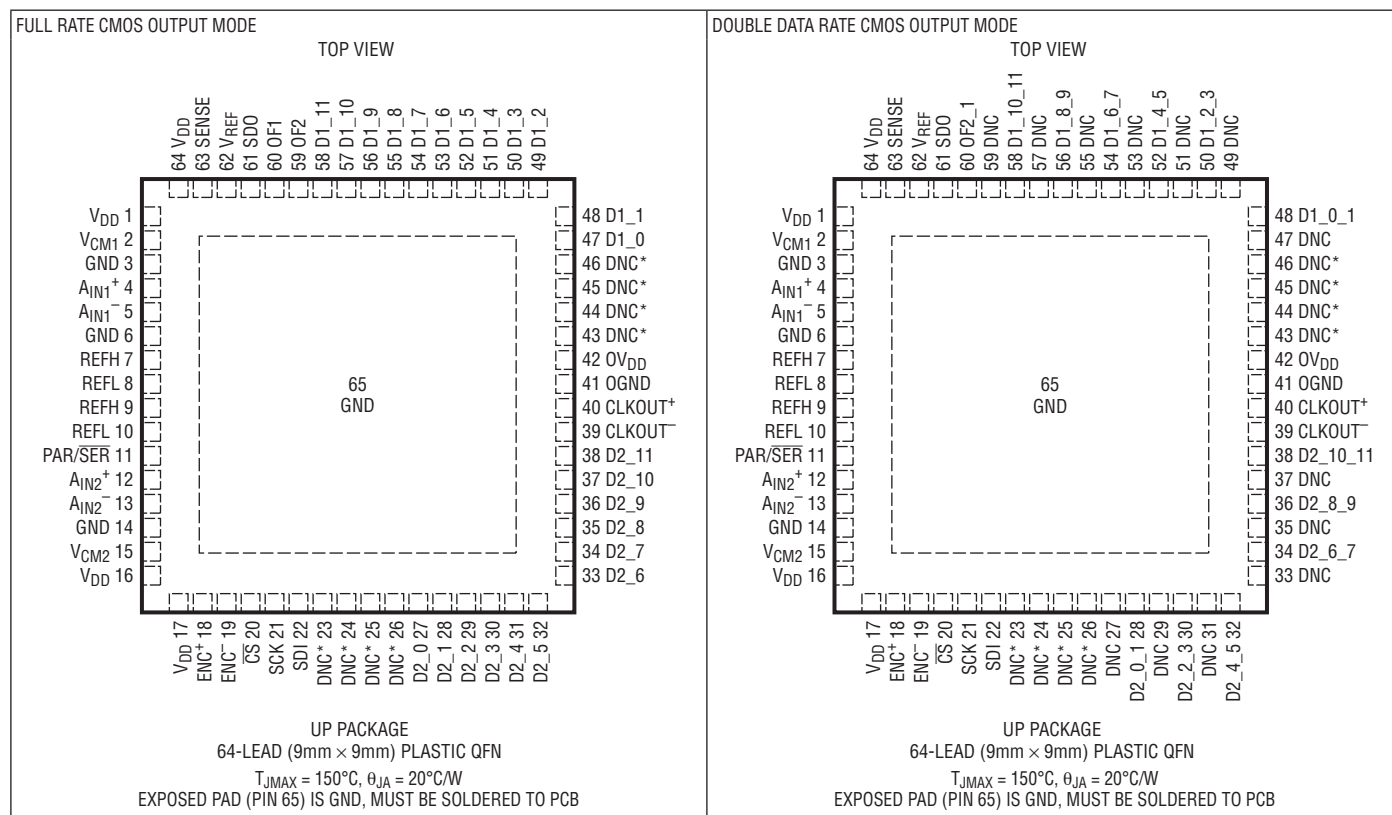 FULL RATE CMOS OUTPUT MODE
TOP VIEW
64 VDD
63 SENSE
62 VREF
61 SDO
60 OF1
59 OF2
58 D1_11
57 D1_10
56 D1_9
55 D1_8
54 D1_7
53 D1_6
52 D1_5
51 D1_4
50 D1_3
49 D1_2
VDD 1
VCM1 2
GND 3
AIN1+ 4
AIN1– 5
GND 6
REFH 7
REFL 8
REFH 9
REFL 10
PAR/S̅E̅R̅ 11
AIN2+ 12
AIN2– 13
GND 14
VCM2 15
VDD 16
65
GND
48 D1_1
47 D1_0
46 DNC*
45 DNC*
44 DNC*
43 DNC*
42 OVDD
41 OGND
40 CLKOUT+
39 CLKOUT–
38 D2_11
37 D2_10
36 D2_9
35 D2_8
34 D2_7
33 D2_6
VDD 17
ENC+ 18
ENC– 19
C̅S̅ 20
SCK 21
SDI 22
DNC* 23
DNC* 24
DNC* 25
DNC* 26
D2_0 27
D2_1 28
D2_2 29
D2_3 30
D2_4 31
D2_5 32
UP PACKAGE
64-LEAD (9mm × 9mm) PLASTIC QFN
TJMAX = 150°C, θJA = 20°C/W
EXPOSED PAD (PIN 65) IS GND, MUST BE SOLDERED TO PCB
DOUBLE DATA RATE CMOS OUTPUT MODE
TOP VIEW
64 VDD
63 SENSE
62 VREF
61 SDO
60 OF2_1
59 DNC
58 D1_10_11
57 DNC
56 D1_8_9
55 DNC
54 D1_6_7
53 DNC
52 D1_4_5
51 DNC
50 D1_2_3
49 DNC
VDD 1
VCM1 2
GND 3
AIN1+ 4
AIN1– 5
GND 6
REFH 7
REFL 8
REFH 9
REFL 10
PAR/S̅E̅R̅ 11
AIN2+ 12
AIN2– 13
GND 14
VCM2 15
VDD 16
65
GND
48 D1_0_1
47 DNC
46 DNC*
45 DNC*
44 DNC*
43 DNC*
42 OVDD
41 OGND
40 CLKOUT+
39 CLKOUT–
38 D2_10_11
37 DNC
36 D2_8_9
35 DNC
34 D2_6_7
33 DNC
VDD 17
ENC+ 18
ENC– 19
C̅S̅ 20
SCK 21
SDI 22
DNC* 23
DNC* 24
DNC* 25
DNC* 26
DNC 27
D2_0_1 28
DNC 29
D2_2_3 30
DNC 31
D2_4_5 32
UP PACKAGE
64-LEAD (9mm × 9mm) PLASTIC QFN
TJMAX = 150°C, θJA = 20°C/W
EXPOSED PAD (PIN 65) IS GND, MUST BE SOLDERED TO PCB